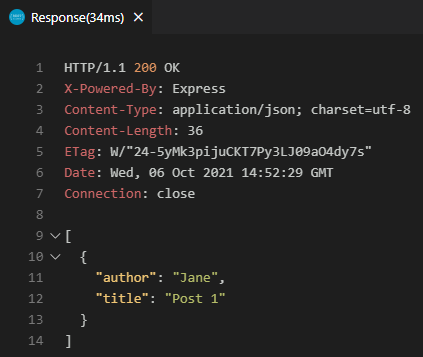 Response(34ms)
1 HTTP/1.1 200 OK
2 X-Powered-By: Express
3 Content-Type: application/json; charset=utf-8
4 Content-Length: 36
5 ETag: W/"24-5yMk3pijuCKT7Py3LJ09aO4dy7s"
6 Date: Wed, 06 Oct 2021 14:52:29 GMT
7 Connection: close
8
9 [
10 {
11 "author": "Jane",
12 "title": "Post 1"
13 }
14 ]